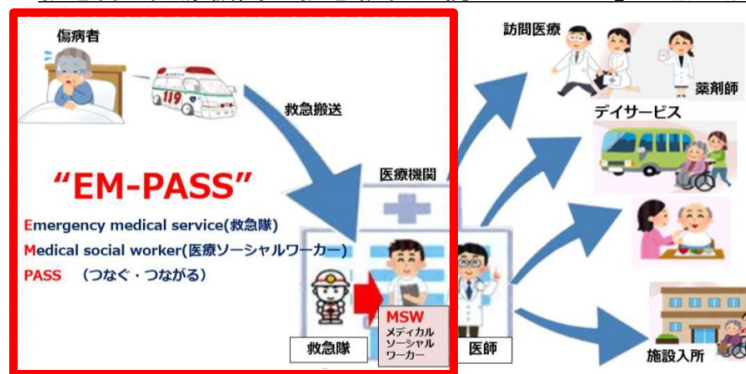 傷病者
119
救急搬送
“EM-PASS”
Emergency medical service(救急隊)
Medical social worker(医療ソーシャルワーカー)
PASS （つなぐ・つながる）
医療機関
救急隊
MSW
メディカル
ソーシャル
ワーカー
医師
訪問医療
薬剤師
デイサービス
施設入所